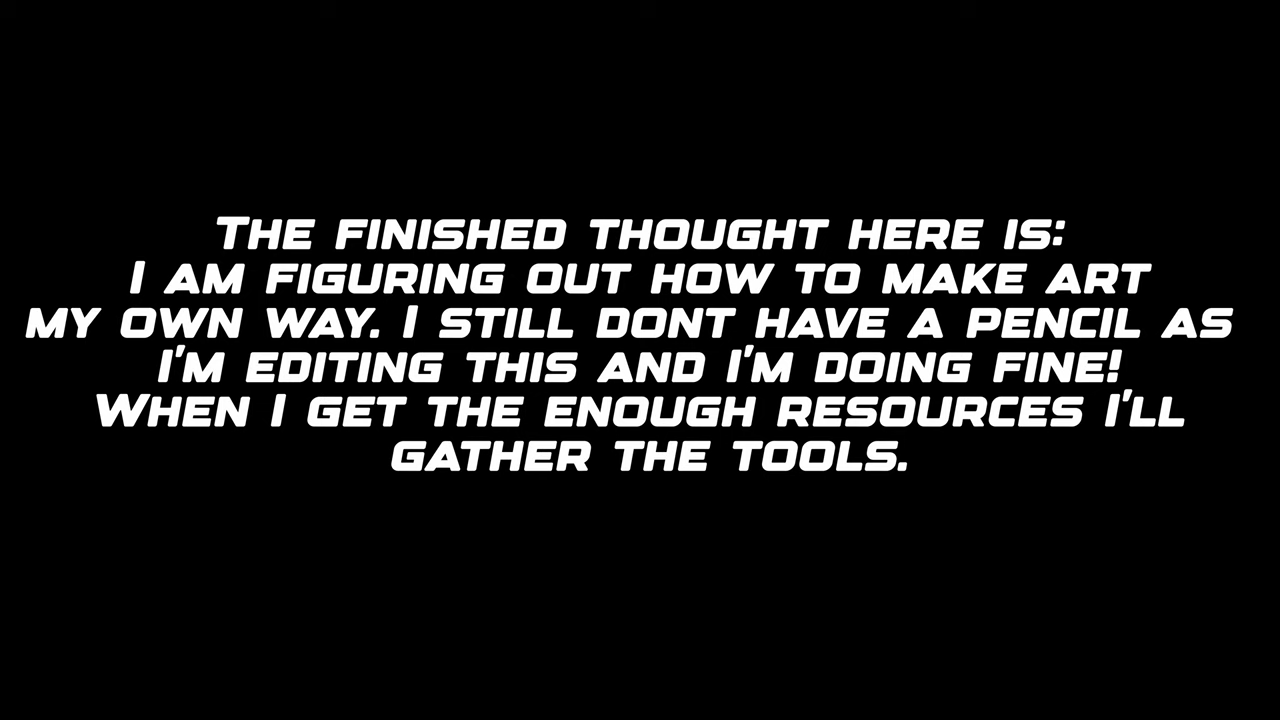 The finished thought here is:
I am figuring out how to make art
my own way. I still dont have a pencil as
I'm editing this and I'm doing fine!
When I get the enough resources I'll
gather the tools.